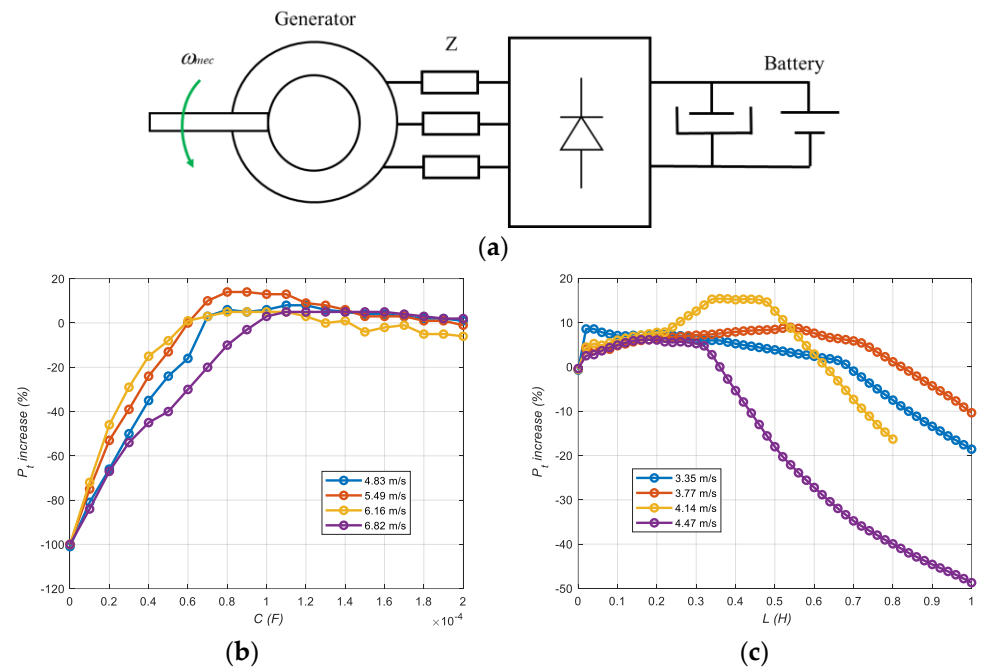 Generator
ωmec
Z
Battery
(a)
20
0
-20
-40
-60
-80
-100
-120
P_t increase (%)
4.83 m/s
5.49 m/s
6.16 m/s
6.82 m/s
0 0.2 0.4 0.6 0.8 1 1.2 1.4 1.6 1.8 2
C (F)
×10⁻⁴
(b)
20
10
0
-10
-20
-30
-40
-50
P_t increase (%)
3.35 m/s
3.77 m/s
4.14 m/s
4.47 m/s
0 0.1 0.2 0.3 0.4 0.5 0.6 0.7 0.8 0.9 1
L (H)
(c)